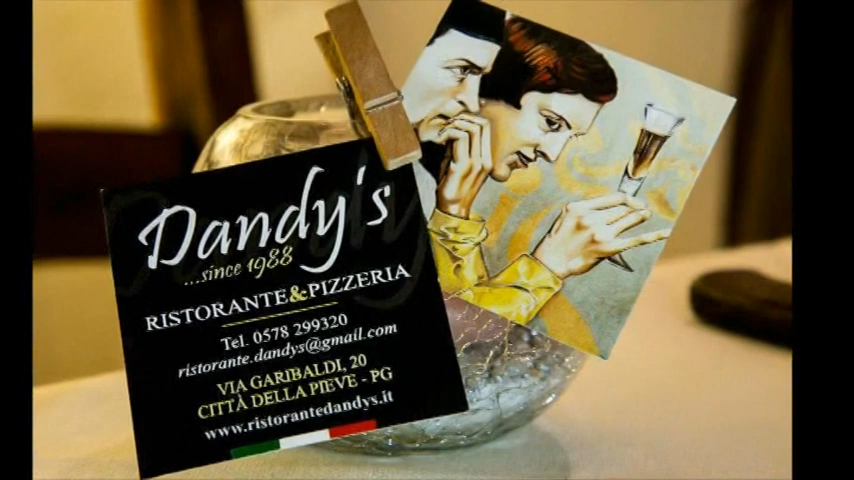 Dandy's
...since 1988
RISTORANTE&PIZZERIA
Tel. 0578 299320
ristorante.dandys@gmail.com
VIA GARIBALDI, 20
CITTÀ DELLA PIEVE - PG
www.ristorantedandys.it